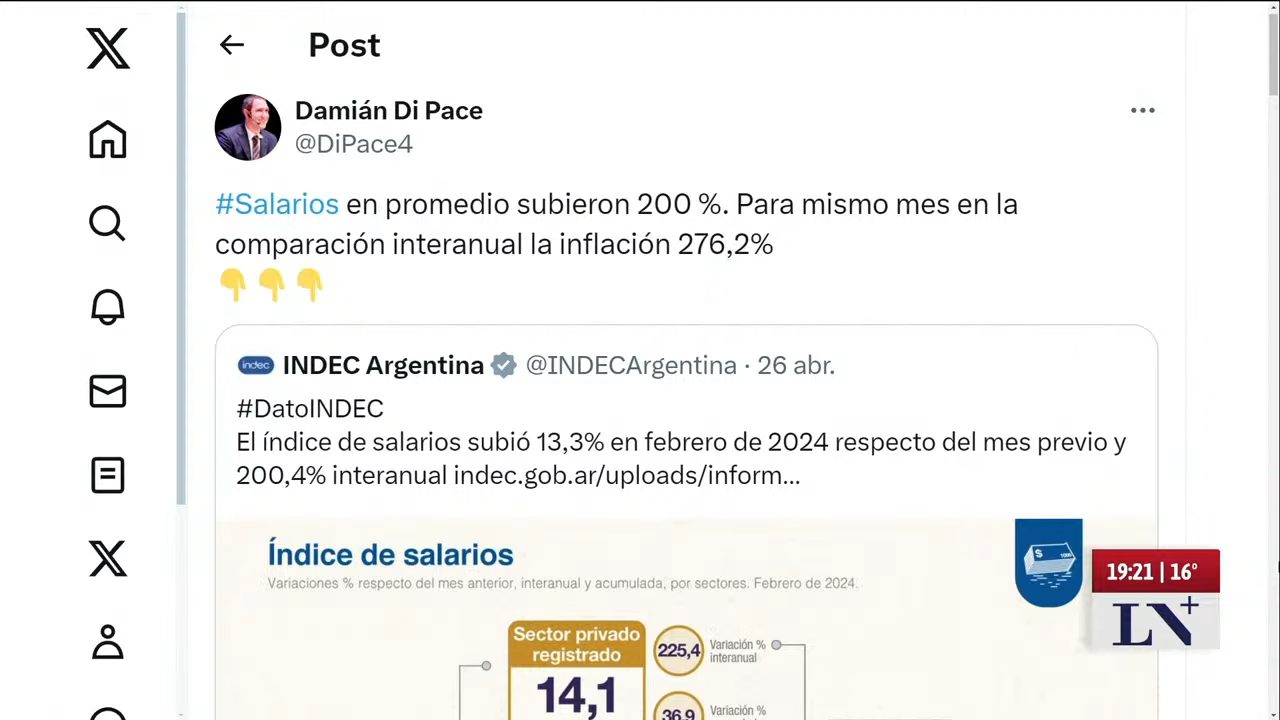 Post
Damián Di Pace
@DiPace4
#Salarios en promedio subieron 200 %. Para mismo mes en la
comparación interanual la inflación 276,2%
indec
INDEC Argentina @INDECArgentina · 26 abr.
#DatoINDEC
El índice de salarios subió 13,3% en febrero de 2024 respecto del mes previo y
200,4% interanual indec.gob.ar/uploads/inform...
Índice de salarios
Variaciones % respecto del mes anterior, interanual y acumulada, por sectores. Febrero de 2024.
$ 1000
19:21 | 16°
LN+
Sector privado
registrado
14,1
225,4
Variación %
interanual
36,9
Variación %